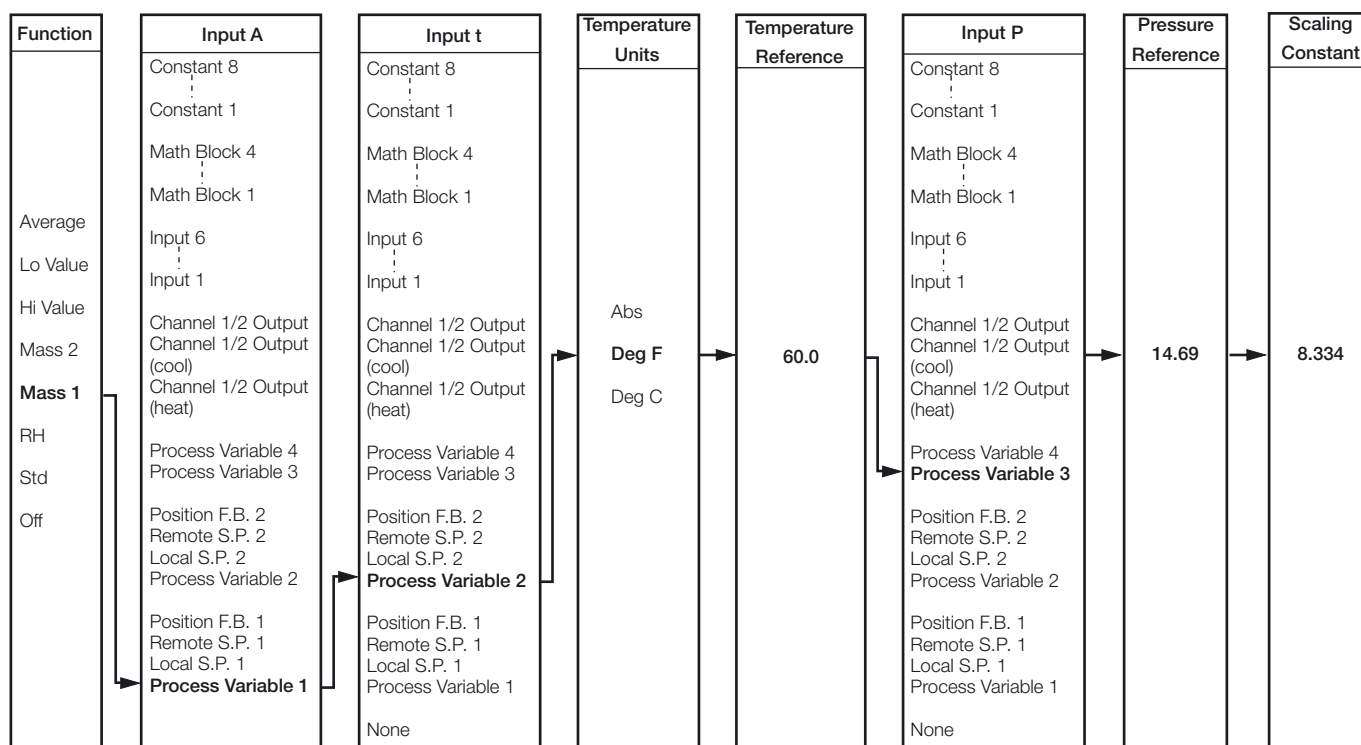 Function
Average
Lo Value
Hi Value
Mass 2
Mass 1
RH
Std
Off
Input A
Constant 8
Constant 1
Math Block 4
Math Block 1
Input 6
Input 1
Channel 1/2 Output
Channel 1/2 Output
(cool)
Channel 1/2 Output
(heat)
Process Variable 4
Process Variable 3
Position F.B. 2
Remote S.P. 2
Local S.P. 2
Process Variable 2
Position F.B. 1
Remote S.P. 1
Local S.P. 1
Process Variable 1
Input t
Constant 8
Constant 1
Math Block 4
Math Block 1
Input 6
Input 1
Channel 1/2 Output
Channel 1/2 Output
(cool)
Channel 1/2 Output
(heat)
Process Variable 4
Process Variable 3
Position F.B. 2
Remote S.P. 2
Local S.P. 2
Process Variable 2
Position F.B. 1
Remote S.P. 1
Local S.P. 1
Process Variable 1
None
Temperature
Units
Abs
Deg F
Deg C
Temperature
Reference
60.0
Input P
Constant 8
Constant 1
Math Block 4
Math Block 1
Input 6
Input 1
Channel 1/2 Output
Channel 1/2 Output
(cool)
Channel 1/2 Output
(heat)
Process Variable 4
Process Variable 3
Position F.B. 2
Remote S.P. 2
Local S.P. 2
Process Variable 2
Position F.B. 1
Remote S.P. 1
Local S.P. 1
Process Variable 1
None
Pressure
Reference
14.69
Scaling
Constant
8.334